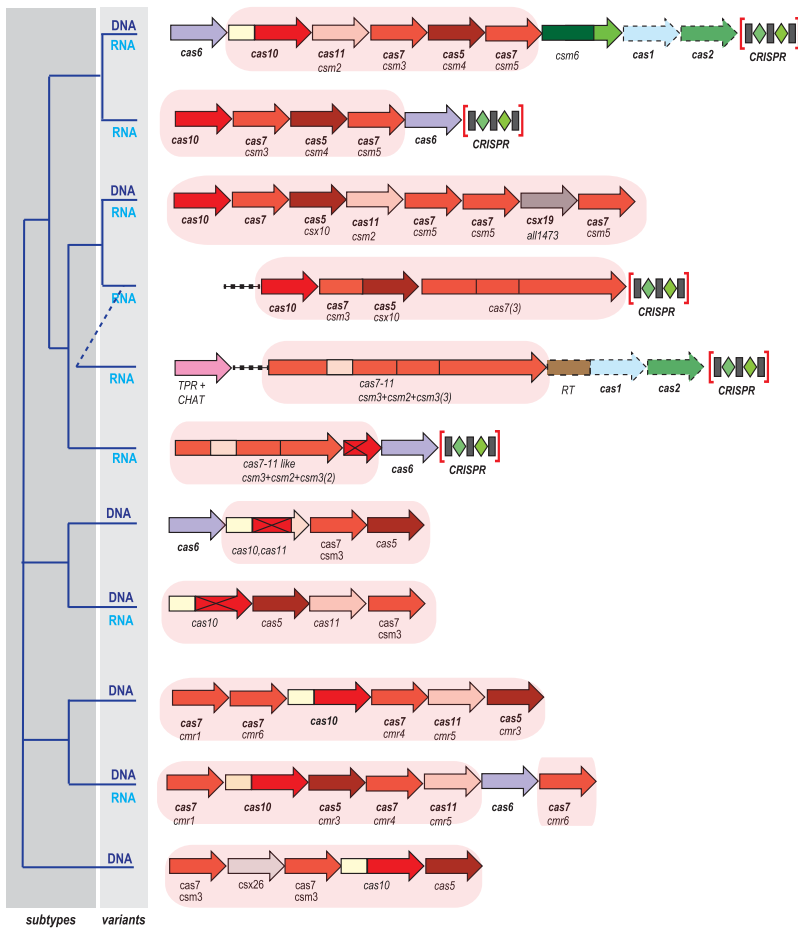 DNA
RNA
cas6 cas10 cas11 cas7 cas5 cas7 csm6 cas1 cas2 CRISPR
csm2 csm3 csm4 csm5
RNA
cas10 cas7 cas5 cas7 cas6 CRISPR
csm3 csm4 csm5
DNA
RNA
cas10 cas7 cas5 cas11 cas7 cas7 csx19 cas7
csx10 csm2 csm5 csm5 all1473 csm5
RNA
cas10 cas7 cas5 cas7(3) CRISPR
csm3 csx10
RNA
TPR + cas7-11 RT cas1 cas2 CRISPR
CHAT csm3+csm2+csm3(3)
RNA
cas7-11 like cas6 CRISPR
csm3+csm2+csm3(2)
DNA
cas6 cas10,cas11 cas7 cas5
csm3
DNA
RNA
cas10 cas5 cas11 cas7
csm3
DNA
cas7 cas7 cas10 cas7 cas11 cas5
cmr1 cmr6 cmr4 cmr5 cmr3
DNA
RNA
cas7 cas10 cas5 cas7 cas11 cas6 cas7
cmr1 cmr3 cmr4 cmr5 cmr6
DNA
cas7 csx26 cas7 cas10 cas5
csm3 csm3
subtypes variants